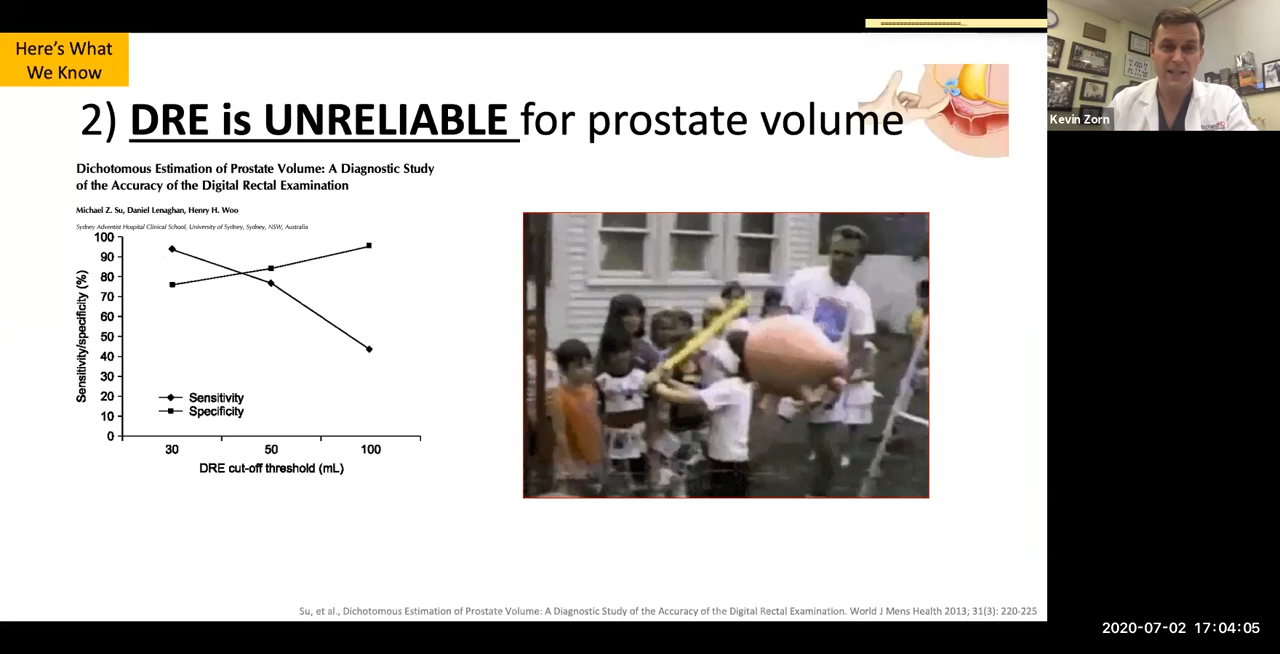 Here's What
We Know
2) DRE is UNRELIABLE for prostate volume
Dichotomous Estimation of Prostate Volume: A Diagnostic Study
of the Accuracy of the Digital Rectal Examination
Michael Z. Su, Daniel Lenaghan, Henry H. Woo
Sydney Adventist Hospital Clinical School, University of Sydney, Sydney, NSW, Australia
Sensitivity/specificity (%)
100
90
80
70
60
50
40
30
20
10
0
Sensitivity
Specificity
30 50 100
DRE cut-off threshold (mL)
Su, et al., Dichotomous Estimation of Prostate Volume: A Diagnostic Study of the Accuracy of the Digital Rectal Examination. World J Mens Health 2013; 31(3): 220-225
Kevin Zorn
2020-07-02 17:04:05